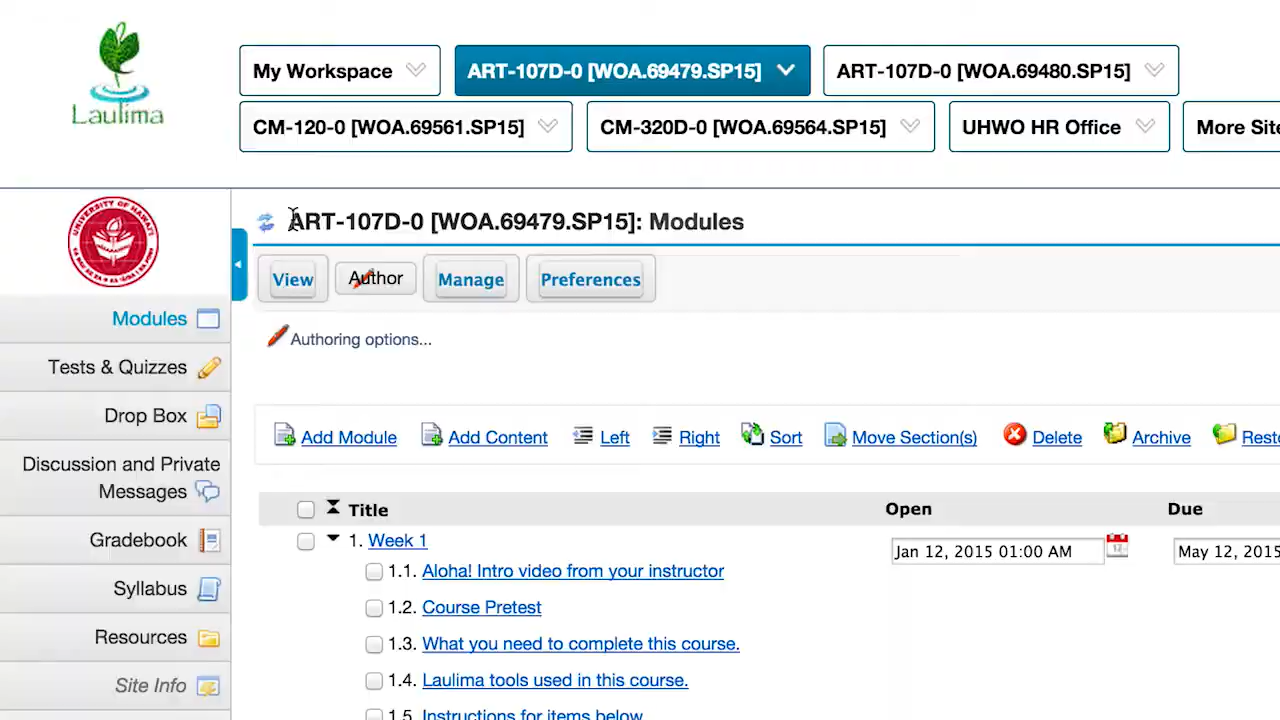 Laulima
My Workspace
ART-107D-0 [WOA.69479.SP15]
ART-107D-0 [WOA.69480.SP15]
CM-120-0 [WOA.69561.SP15]
CM-320D-0 [WOA.69564.SP15]
UHWO HR Office
More Site
UNIVERSITY OF HAWAI'I
Modules
Tests & Quizzes
Drop Box
Discussion and Private
Messages
Gradebook
Syllabus
Resources
Site Info
ART-107D-0 [WOA.69479.SP15]: Modules
View
Author
Manage
Preferences
Authoring options...
Add Module
Add Content
Left
Right
Sort
Move Section(s)
Delete
Archive
Resto
Title
Open
Due
1. Week 1
Jan 12, 2015 01:00 AM
May 12, 2015
1.1. Aloha! Intro video from your instructor
1.2. Course Pretest
1.3. What you need to complete this course.
1.4. Laulima tools used in this course.
1.5. Instructions for items below